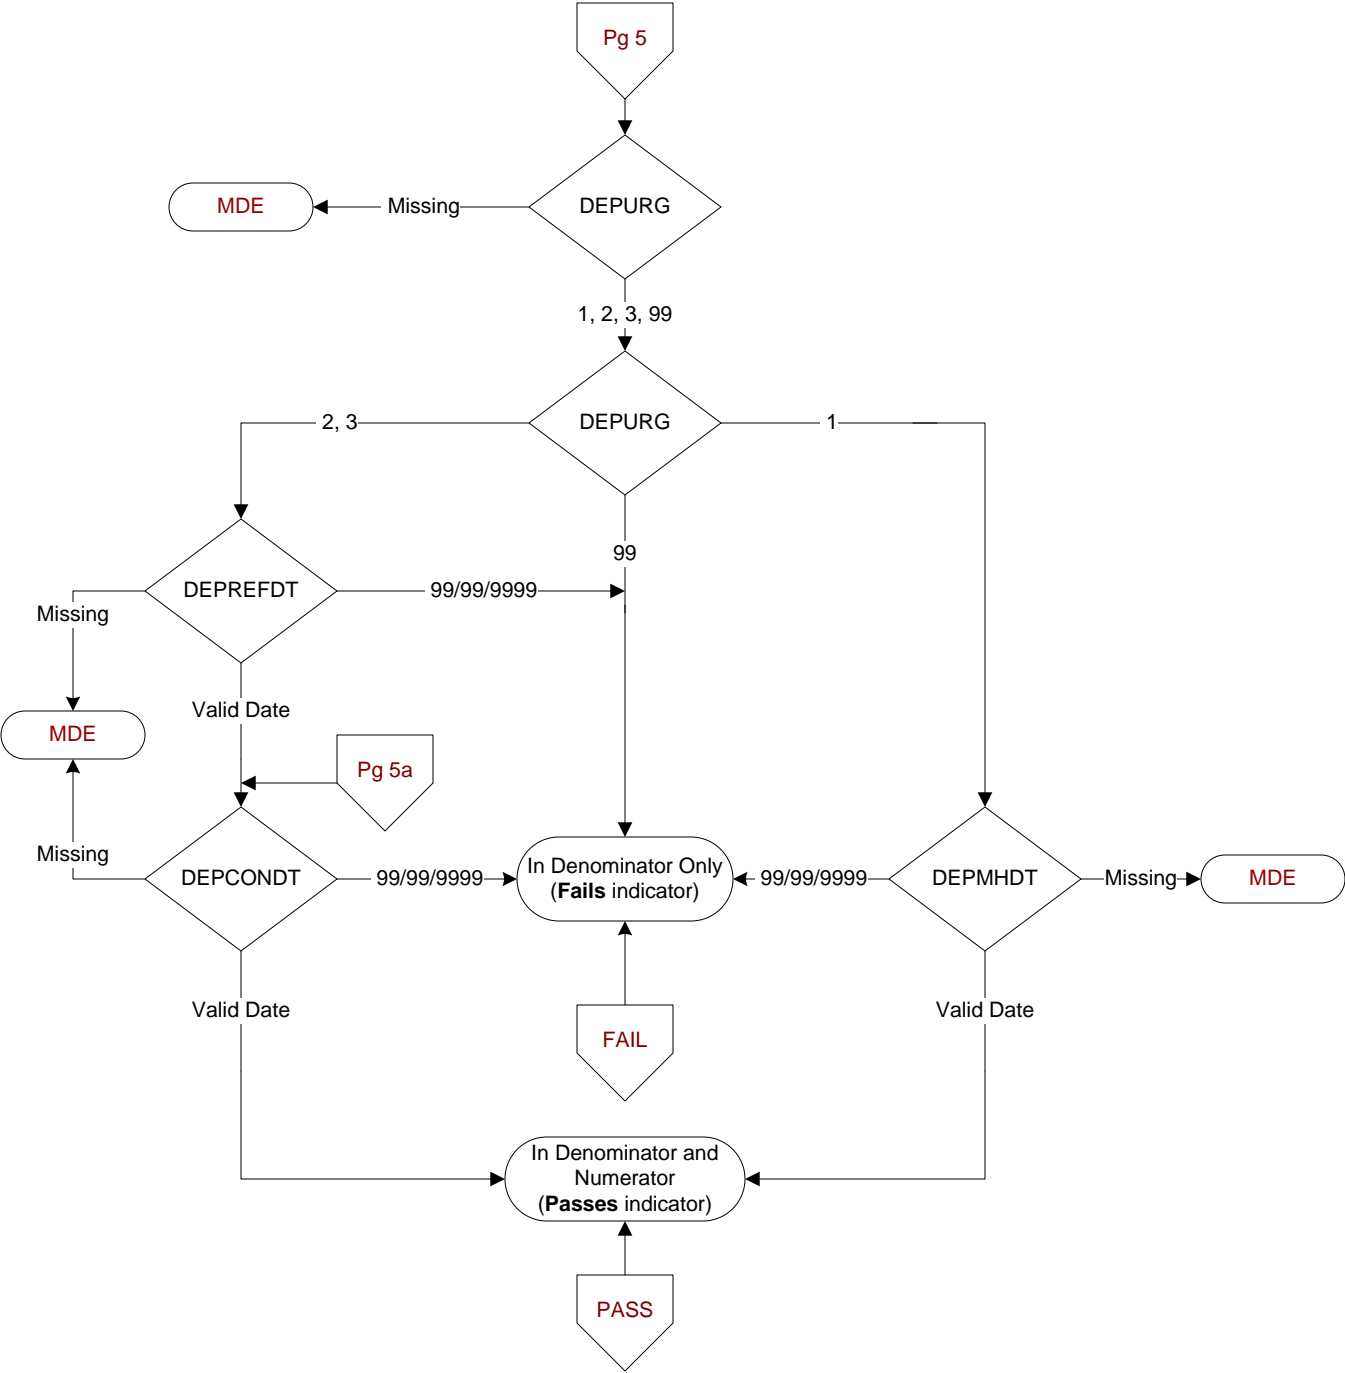 Pg 5
MDE
Missing
DEPURG
1, 2, 3, 99
2, 3
DEPURG
1
99
DEPREFDT
99/99/9999
Missing
Valid Date
MDE
Pg 5a
Missing
DEPCONDT
99/99/9999
In Denominator Only
(Fails indicator)
99/99/9999
DEPMHDT
Missing
MDE
Valid Date
Valid Date
FAIL
In Denominator and
Numerator
(Passes indicator)
PASS